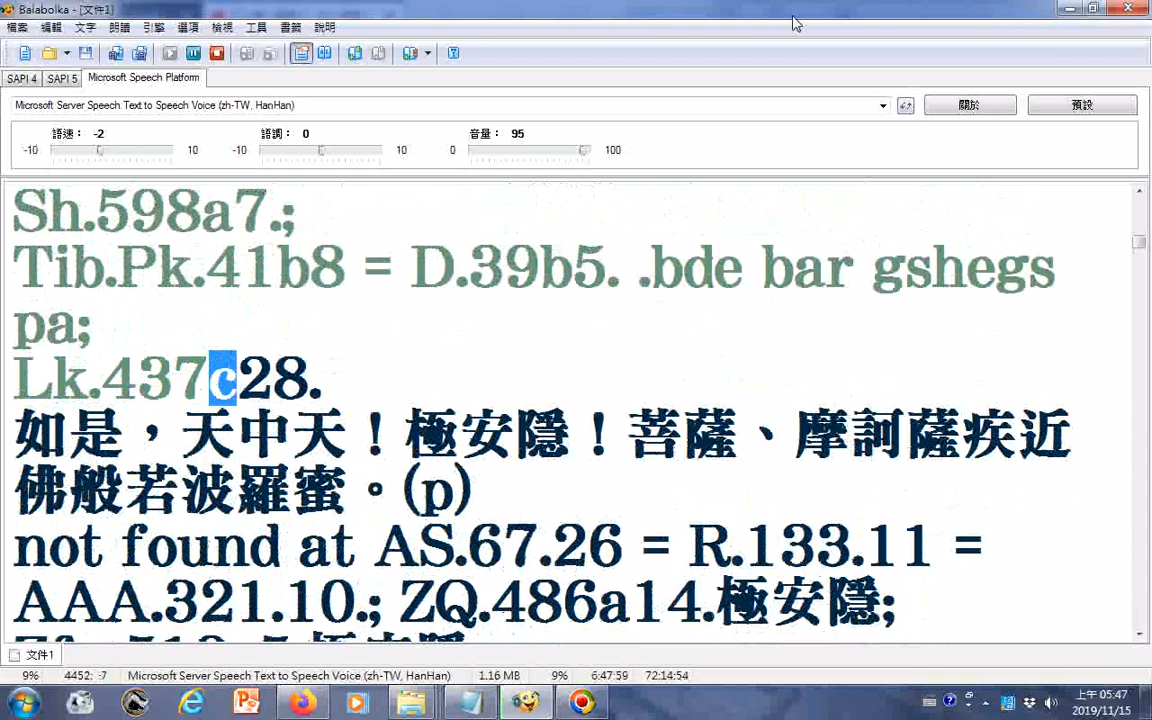 Balabolka - [文件1]
檔案 編輯 文字 朗讀 引擎 選項 檢視 工具 書籤 說明
SAPI 4 SAPI 5 Microsoft Speech Platform
Microsoft Server Speech Text to Speech Voice (zh-TW, HanHan) 關於 預設
語速： -2 語調： 0 音量： 95
-10 10 -10 10 0 100
Sh.598a7.;
Tib.Pk.41b8 = D.39b5. .bde bar gshegs
pa;
Lk.437c28.
如是，天中天！極安隱！菩薩、摩訶薩疾近
佛般若波羅蜜。(p)
not found at AS.67.26 = R.133.11 =
AAA.321.10.; ZQ.486a14.極安隱;
文件1
9% 4452: -7 Microsoft Server Speech Text to Speech Voice (zh-TW, HanHan) 1.16 MB 9% 6:47:59 72:14:54
上午 05:47
2019/11/15